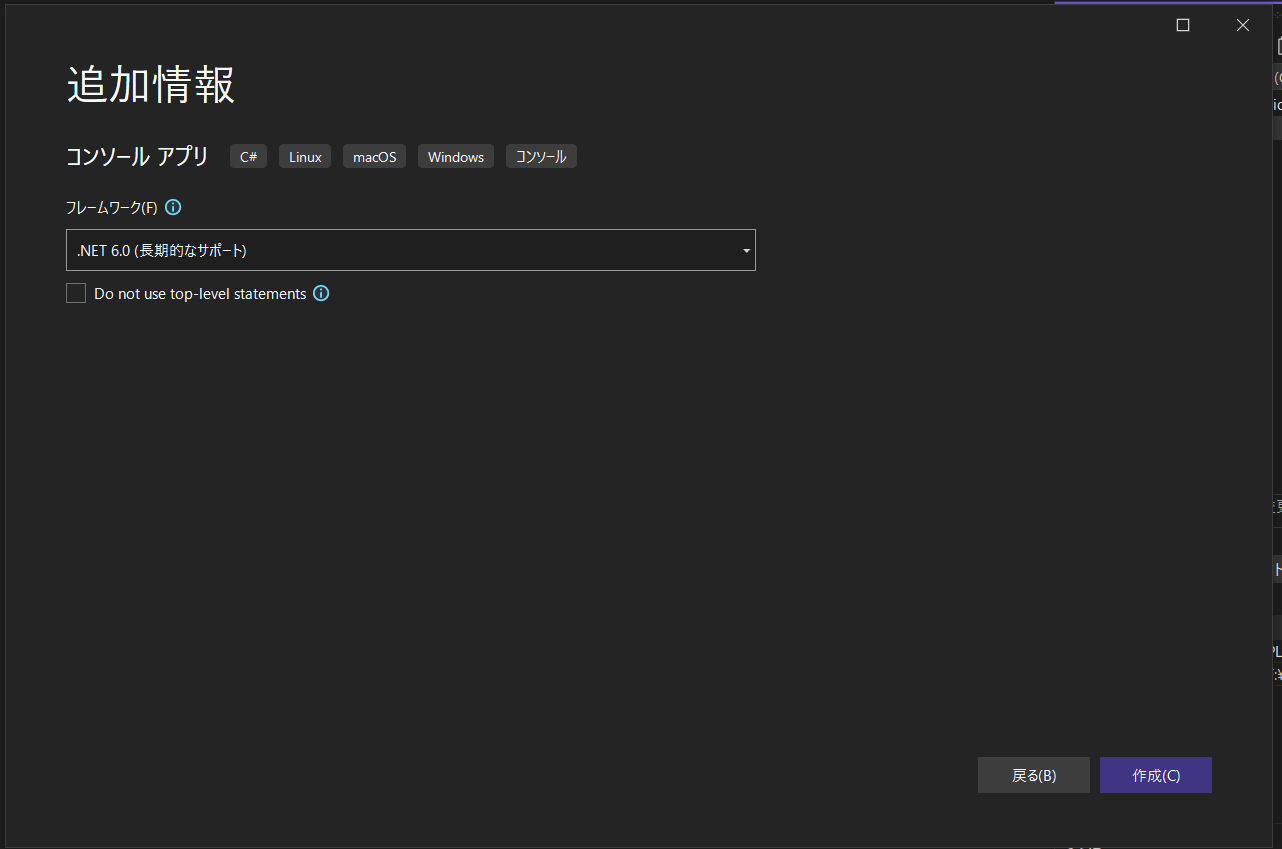 追加情報
コンソール アプリ C# Linux macOS Windows コンソール
フレームワーク(F)
.NET 6.0 (長期的なサポート)
Do not use top-level statements
戻る(B) 作成(C)